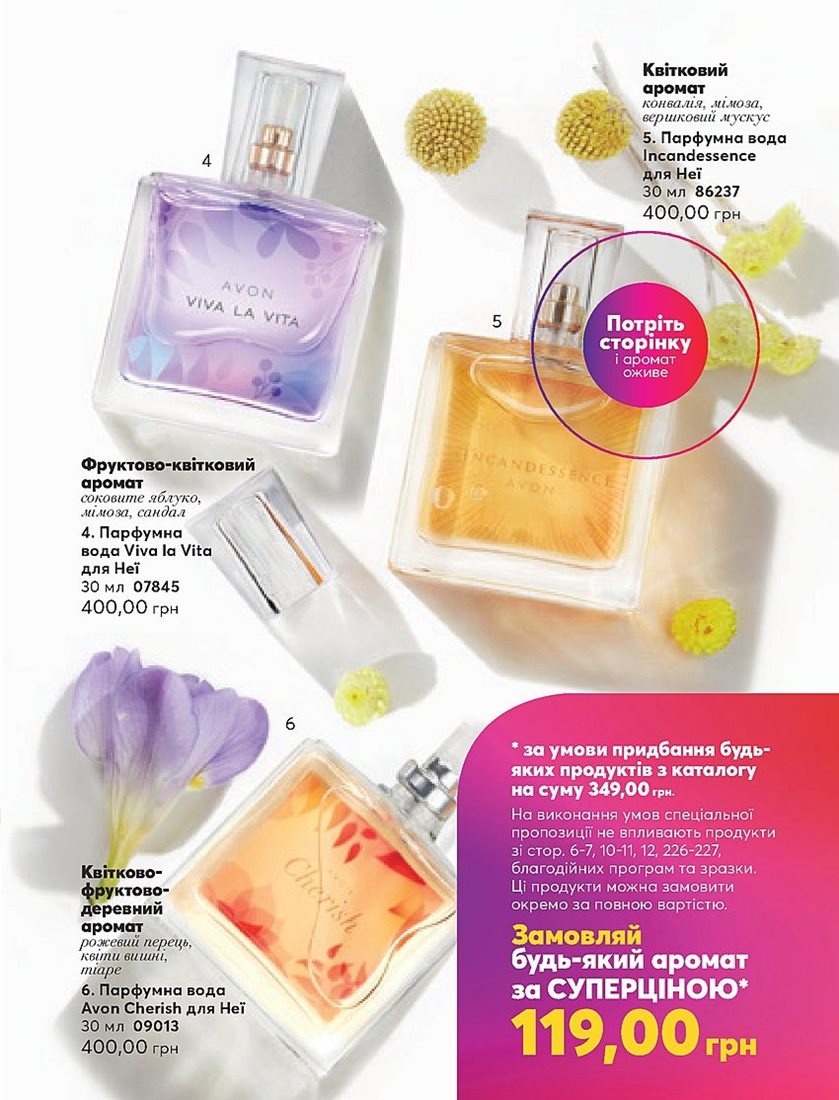 Квітковий
аромат
конвалія, мімоза,
вершковий мускус
5. Парфумна вода
Incandessence
для Неї
30 мл 86237
400,00 грн
4
AVON
VIVA LA VITA
5
Потріть
сторінку
і аромат
оживе
INCANDESSENCE
AVON
Фруктово-квітковий
аромат
соковите яблуко,
мімоза, сандал
4. Парфумна
вода Viva la Vita
для Неї
30 мл 07845
400,00 грн
6
AVON
Cherish
Квітково-
фруктово-
деревний
аромат
рожевий перець,
квіти вишні,
тіаре
6. Парфумна вода
Avon Cherish для Неї
30 мл 09013
400,00 грн
* за умови придбання будь-
яких продуктів з каталогу
на суму 349,00 грн.
На виконання умов спеціальної
пропозиції не впливають продукти
зі стор. 6-7, 10-11, 12, 226-227,
благодійних програм та зразки.
Ці продукти можна замовити
окремо за повною вартістю.
Замовляй
будь-який аромат
за СУПЕРЦІНОЮ*
119,00 грн